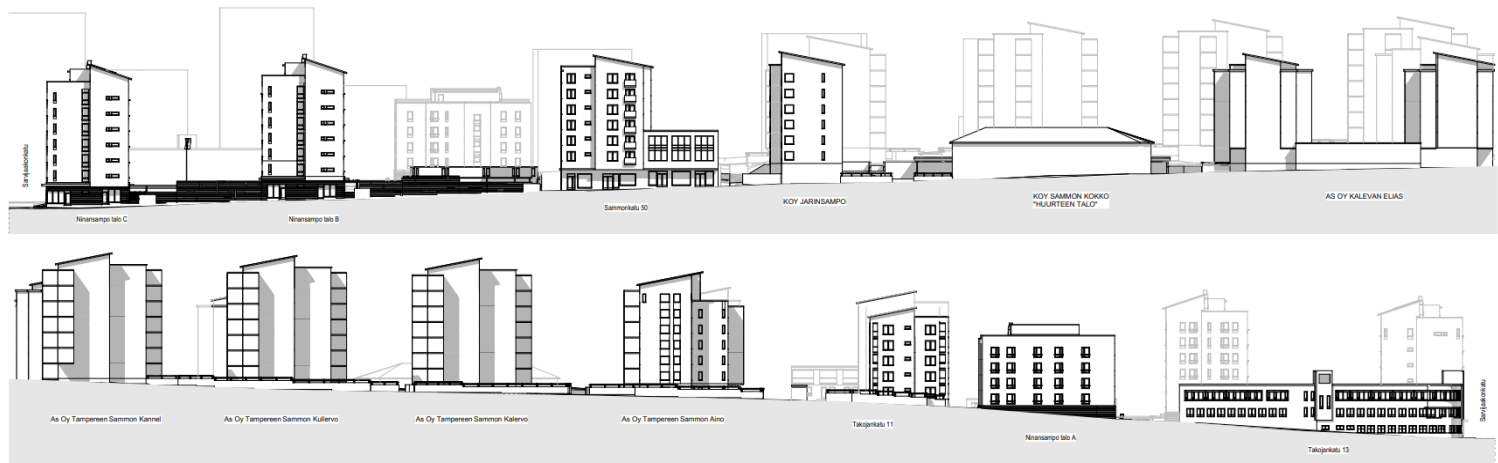 Sarvijaakonkatu
Ninansampo talo C
Ninansampo talo B
Sammonkatu 50
KOY JARINSAMPO
KOY SAMMON KOKKO
"HUURTEEN TALO"
AS OY KALEVAN ELIAS
As Oy Tampereen Sammon Kannel
As Oy Tampereen Sammon Kullervo
As Oy Tampereen Sammon Kalervo
As Oy Tampereen Sammon Aino
Takojankatu 11
Ninansampo talo A
Takojankatu 13
Sarvijaakonkatu